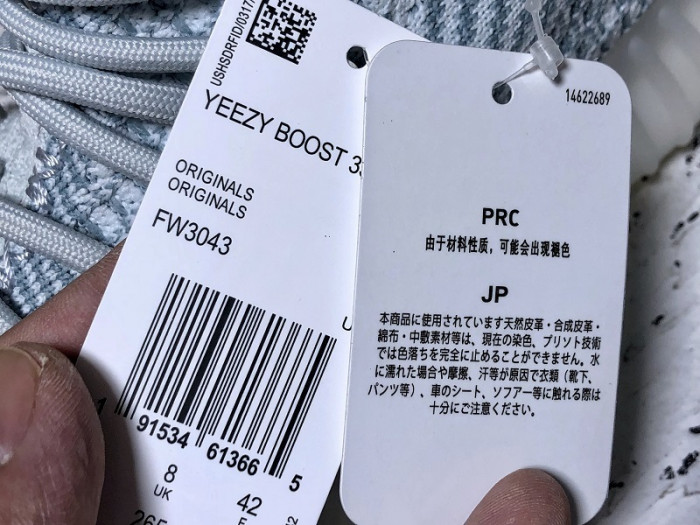 USHSDRFID/0317/
YEEZY BOOST
ORIGINALS
ORIGINALS
FW3043
91534 61366 5
8
UK
42
14622689
PRC
由于材料性质，可能会出现褪色
JP
本商品に使用されています天然皮革・合成皮革・
綿布・中敷素材等は、現在の染色、プリソト技術
では色落ちを完全に止めることができません。水
に濡れた場合や摩擦、汗等が原因で衣類（靴下、
パンツ等）、車のシート、ソフアー等に触れる際は
十分にご注意ください。